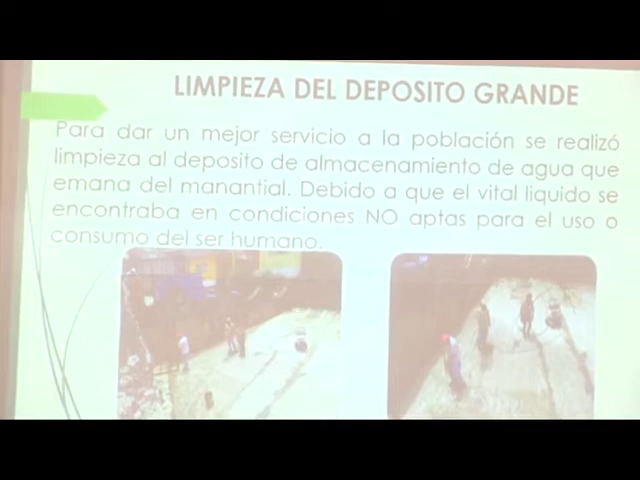 LIMPIEZA DEL DEPOSITO GRANDE
Para dar un mejor servicio a la población se realizó
limpieza al deposito de almacenamiento de agua que
emana del manantial. Debido a que el vital liquido se
encontraba en condiciones NO aptas para el uso o
consumo del ser humano.